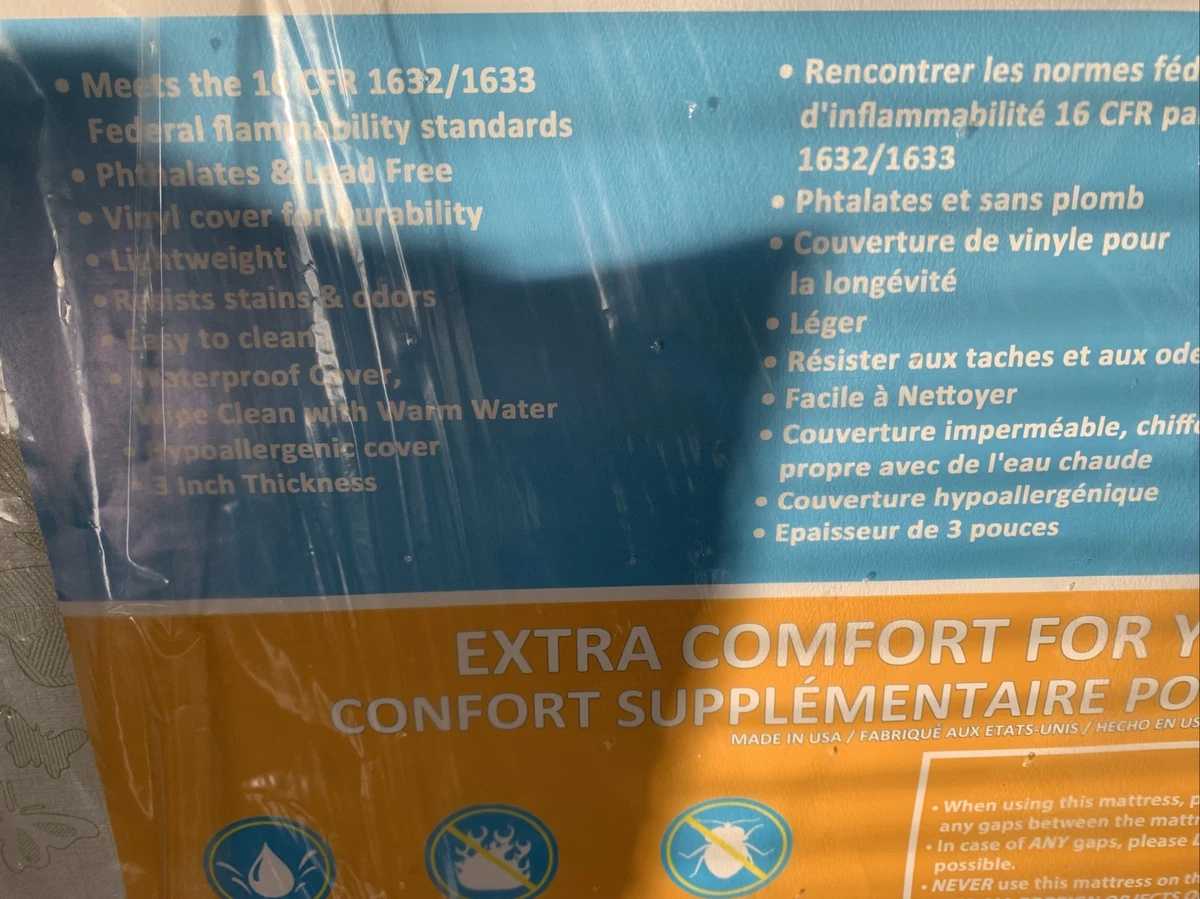 • Meets the 16 CFR 1632/1633
Federal flammability standards
• Phthalates & Lead Free
• Vinyl cover for durability
• Lightweight
• Resists stains & odors
• Easy to clean
• Waterproof Cover,
Wipe Clean with Warm Water
• Hypoallergenic cover
• 3 Inch Thickness
• Rencontrer les normes féd
d'inflammabilité 16 CFR pa
1632/1633
• Phtalates et sans plomb
• Couverture de vinyle pour
la longévité
• Léger
• Résister aux taches et aux ode
• Facile à Nettoyer
• Couverture imperméable, chiff
propre avec de l'eau chaude
• Couverture hypoallergénique
• Epaisseur de 3 pouces
EXTRA COMFORT FOR Y
CONFORT SUPPLÉMENTAIRE PO
MADE IN USA / FABRIQUÉ AUX ETATS-UNIS / HECHO EN US
• When using this mattress, p
any gaps between the mattr
• In case of ANY gaps, please
possible.
• NEVER use this mattress on th